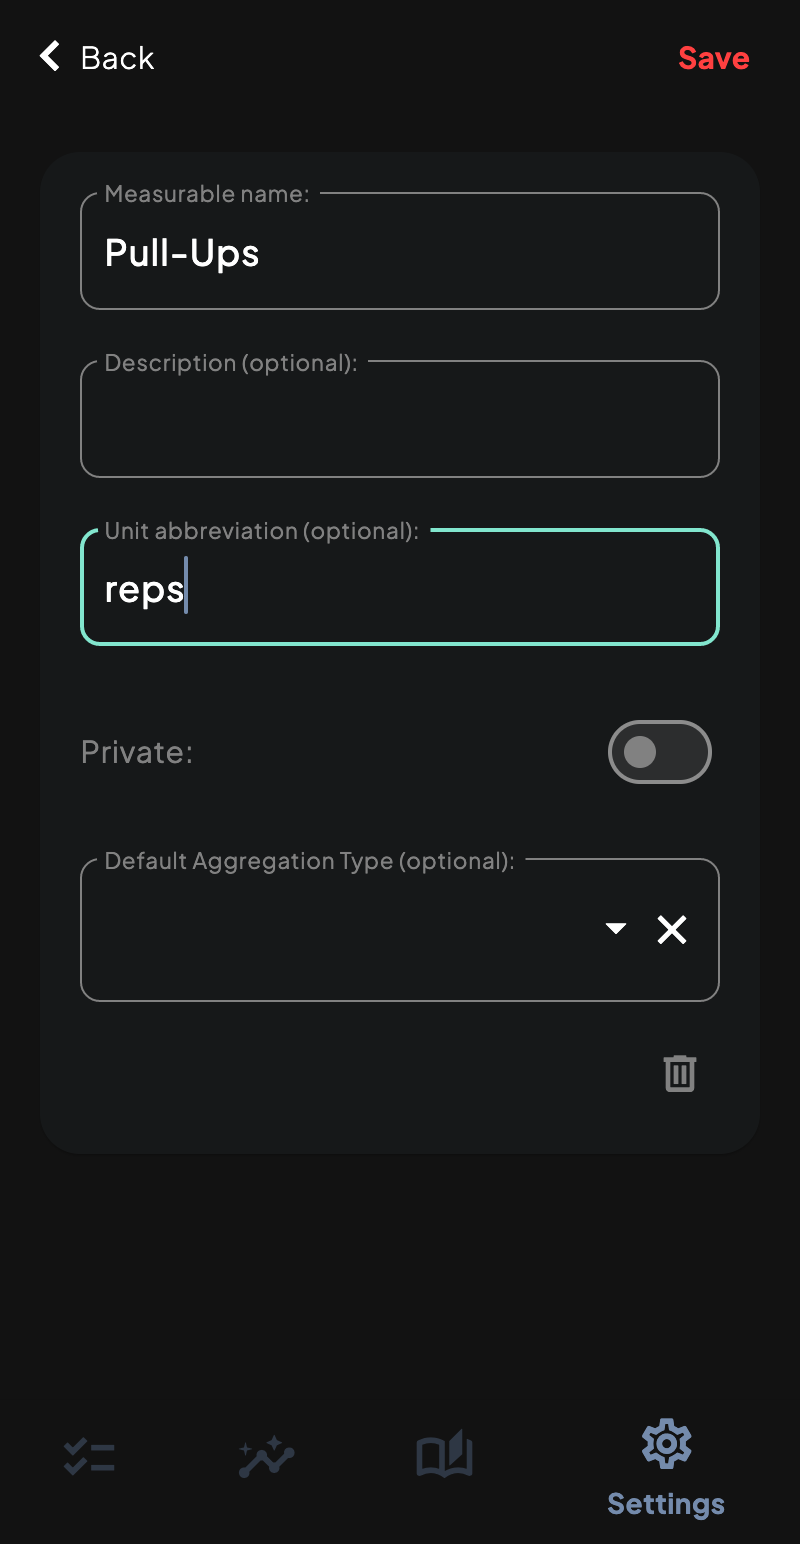 Back
Save
Measurable name:
Pull-Ups
Description (optional):
Unit abbreviation (optional):
reps
Private:
Default Aggregation Type (optional):
Settings